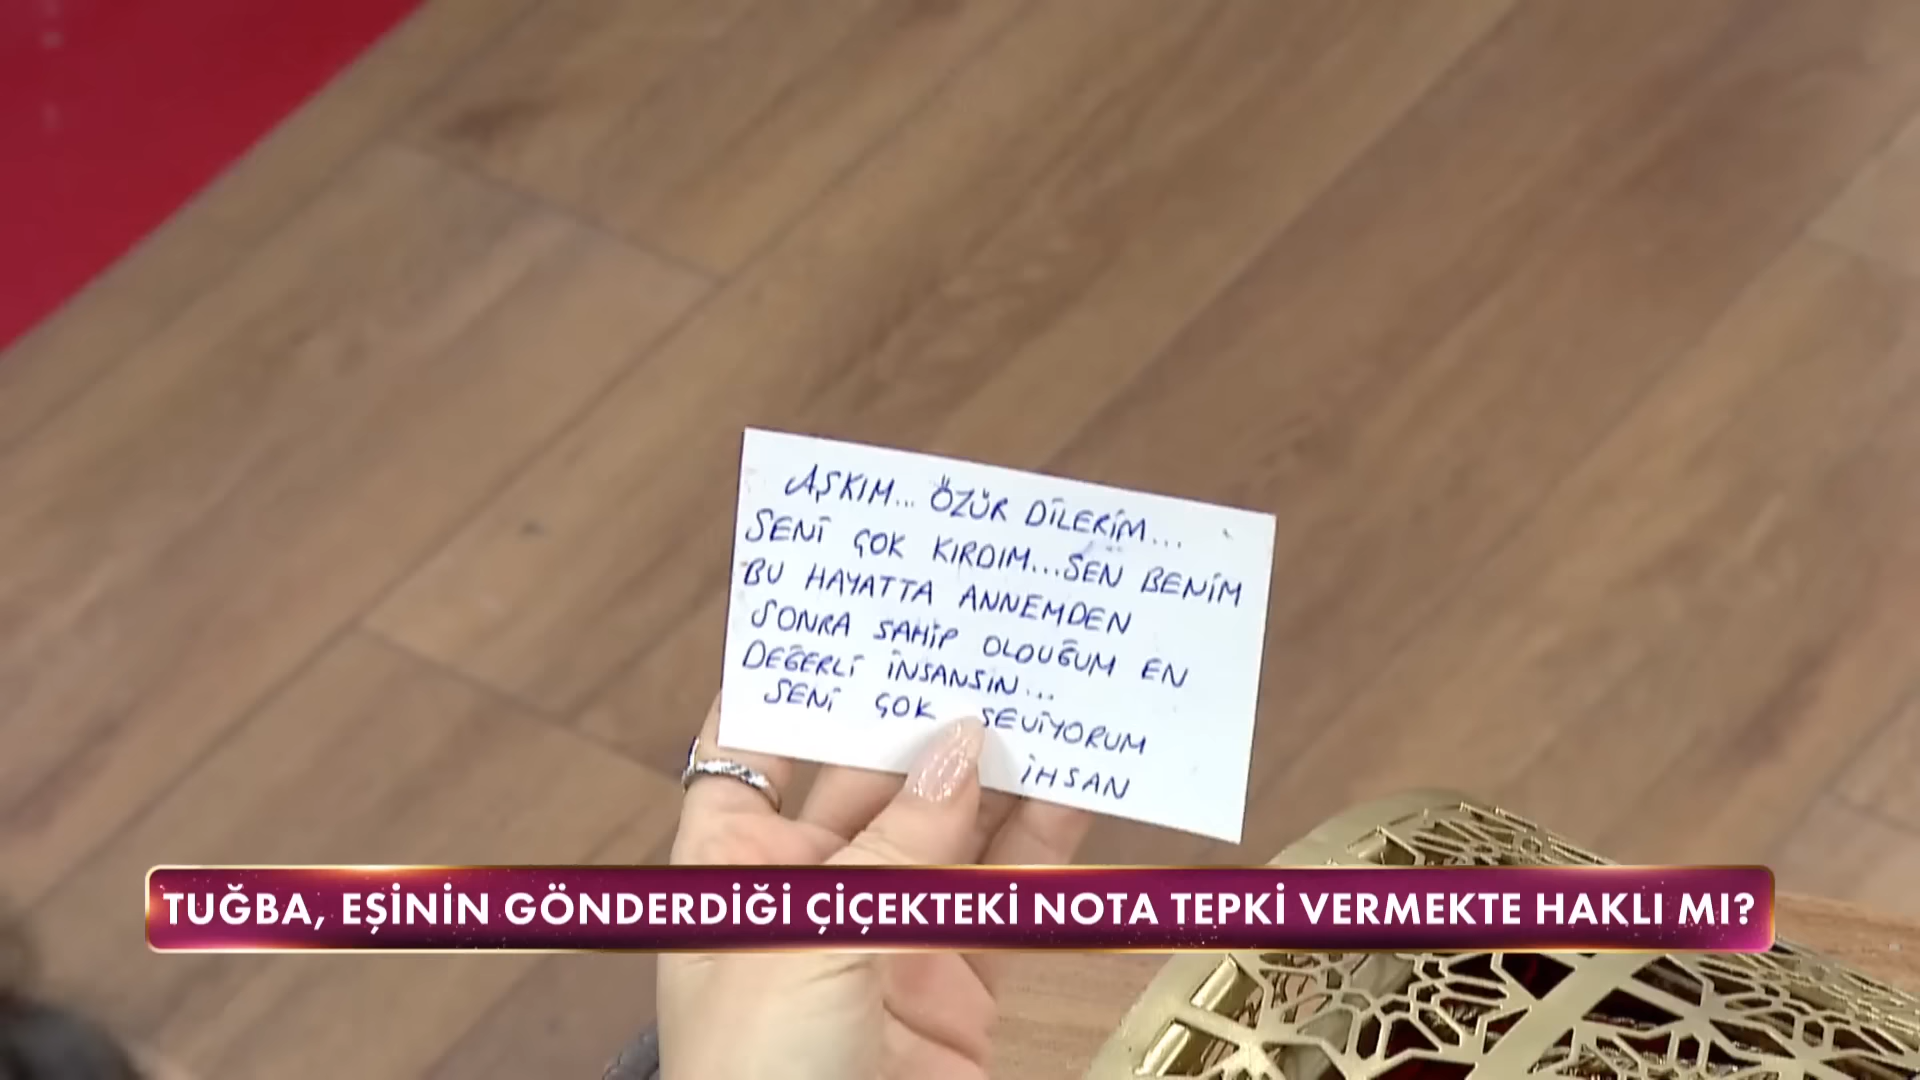 AŞKIM... ÖZÜR DİLERİM...
SENİ ÇOK KIRDIM...SEN BENİM
BU HAYATTA ANNEMDEN
SONRA SAHİP OLDUĞUM EN
DEĞERLİ İNSANSIN...
SENİ ÇOK SEVİYORUM
İHSAN
TUĞBA, EŞİNİN GÖNDERDİĞİ ÇİÇEKTEKİ NOTA TEPKİ VERMEKTE HAKLI MI?